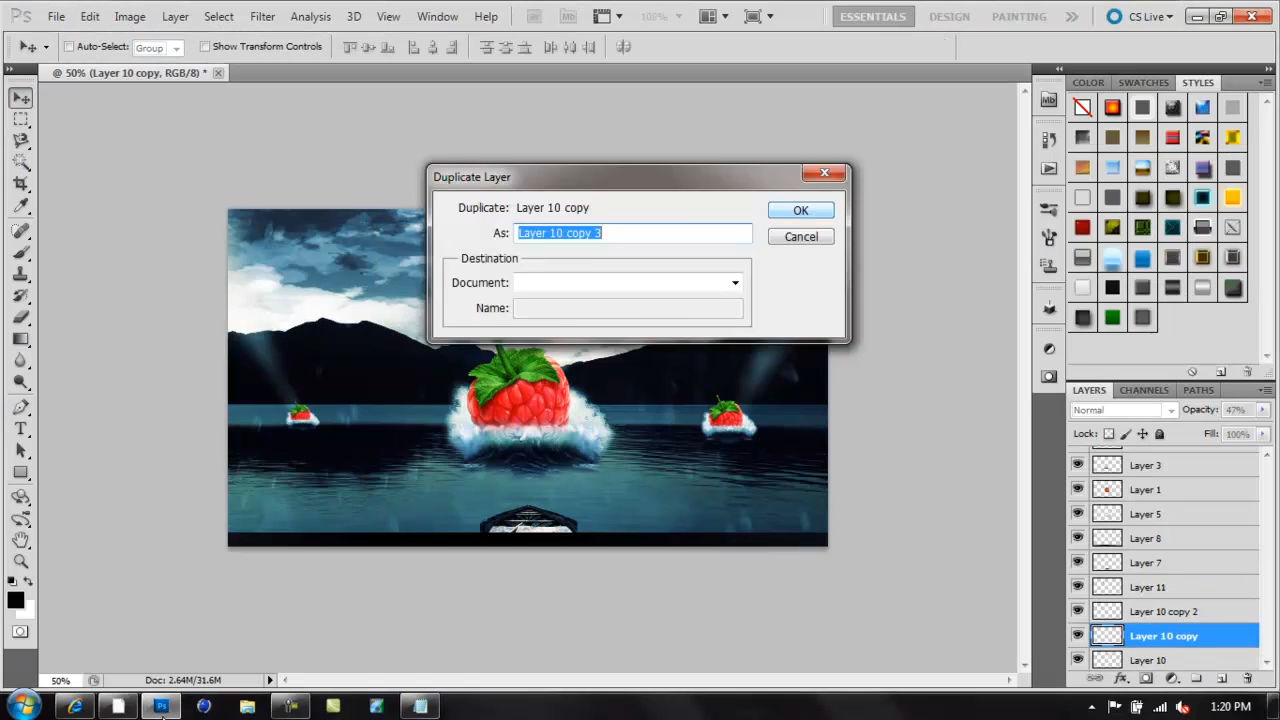 Ps File Edit Image Layer Select Filter Analysis 3D View Window Help Br Mb 100% ESSENTIALS DESIGN PAINTING CS Live
Auto-Select: Group Show Transform Controls
@ 50% (Layer 10 copy, RGB/8) *
COLOR SWATCHES STYLES
Mb
Duplicate Layer
Duplicate: Layer 10 copy
OK
As: Layer 10 copy 3
Cancel
Destination
Document:
Name:
LAYERS CHANNELS PATHS
Normal Opacity: 47%
Lock: Fill: 100%
Layer 3
Layer 1
Layer 5
Layer 8
Layer 7
Layer 11
Layer 10 copy 2
Layer 10 copy
Layer 10
50% Doc: 2.64M/31.6M
Ps
1:20 PM